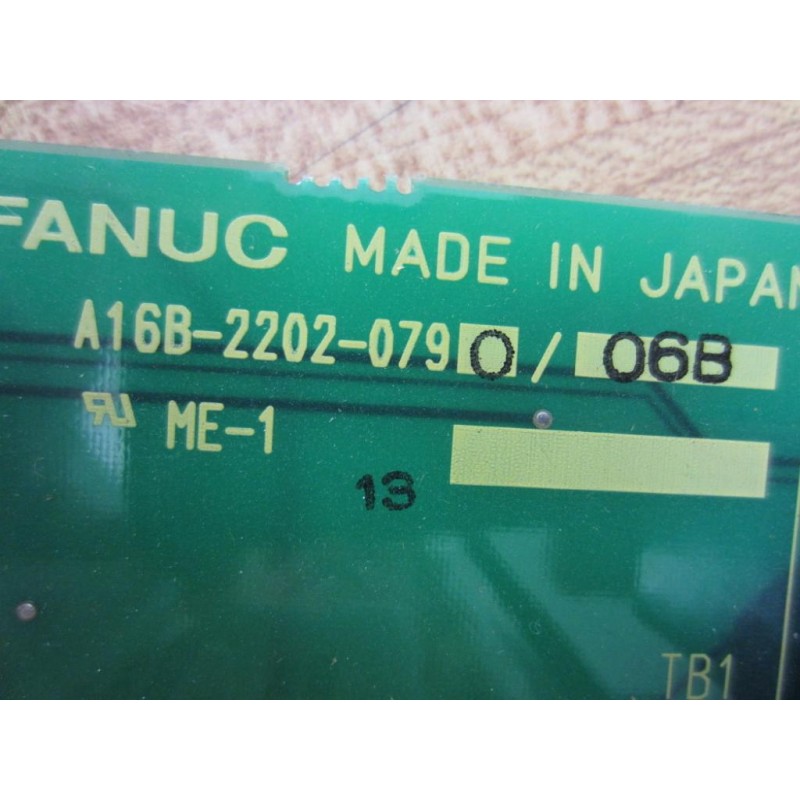 FANUC MADE IN JAPAN
A16B-2202-0790/06B
ME-1
13
TB1